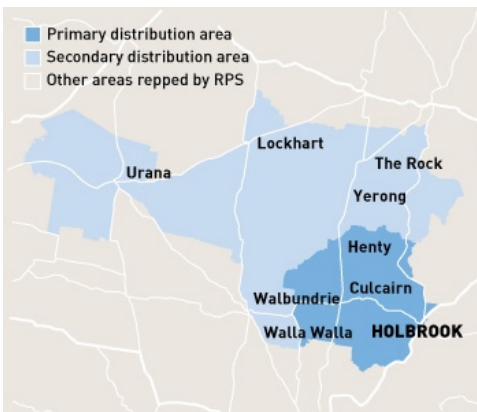 Primary distribution area
Secondary distribution area
Other areas repped by RPS
Lockhart
The Rock
Urana
Yerong
Henty
Culcairn
Walbundrie
Walla Walla
HOLBROOK